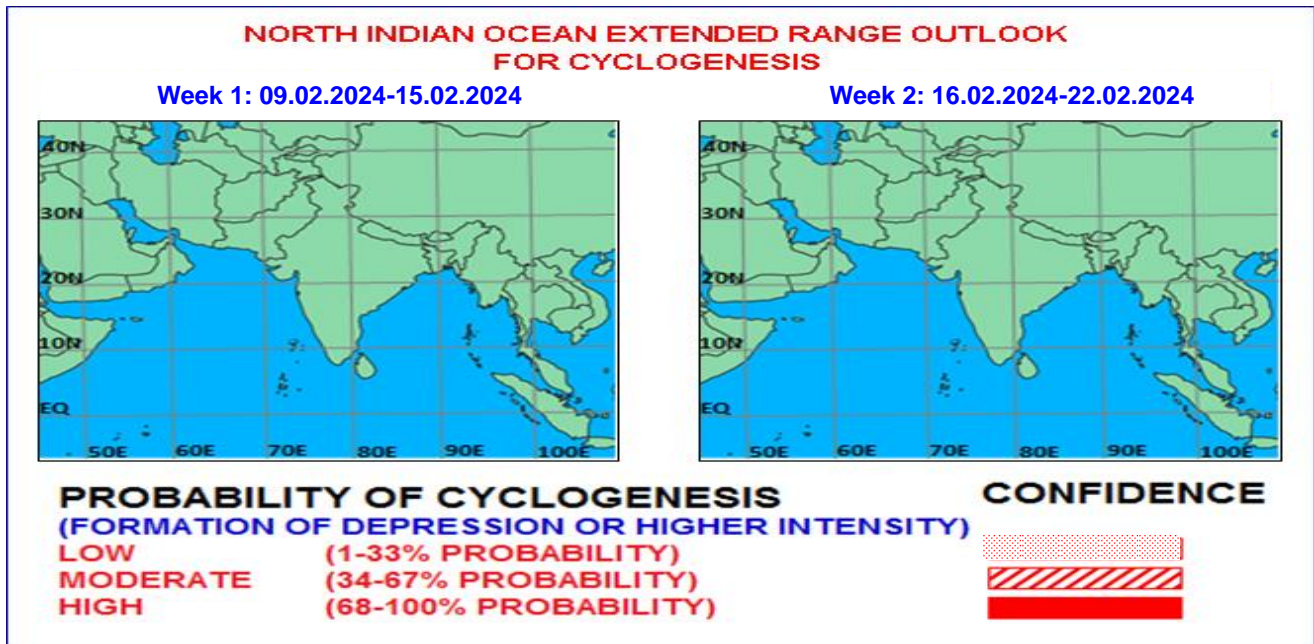 NORTH INDIAN OCEAN EXTENDED RANGE OUTLOOK
FOR CYCLOGENESIS
Week 1: 09.02.2024-15.02.2024
Week 2: 16.02.2024-22.02.2024
40N
30N
20N
10N
EQ
50E 60E 70E 80E 90E 100E
40N
30N
20N
10N
EQ
50E 60E 70E 80E 90E 100E
PROBABILITY OF CYCLOGENESIS
CONFIDENCE
(FORMATION OF DEPRESSION OR HIGHER INTENSITY)
LOW (1-33% PROBABILITY)
MODERATE (34-67% PROBABILITY)
HIGH (68-100% PROBABILITY)